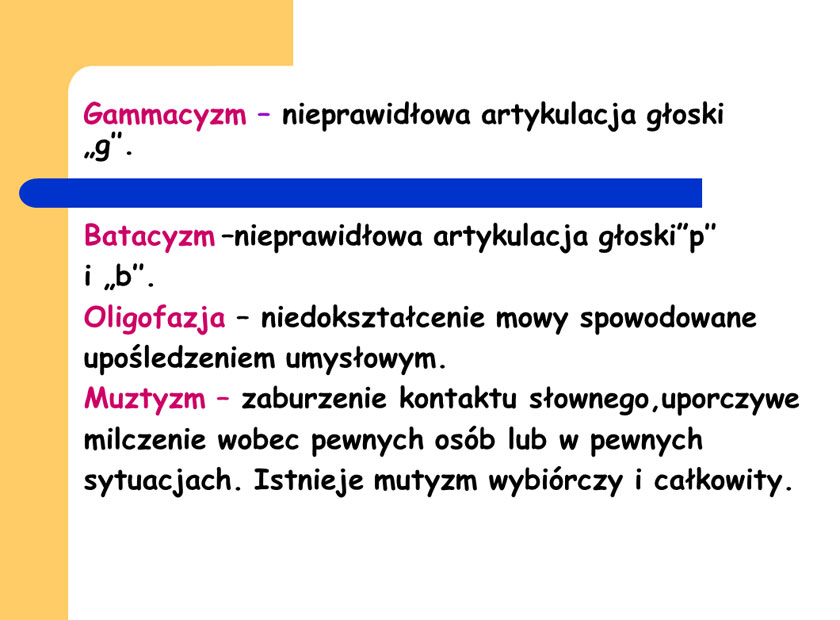 Gammacyzm – nieprawidłowa artykulacja głoski
„g”.
Batacyzm –nieprawidłowa artykulacja głoski”p”
i „b”.
Oligofazja – niedokształcenie mowy spowodowane
upośledzeniem umysłowym.
Muztyzm – zaburzenie kontaktu słownego,uporczywe
milczenie wobec pewnych osób lub w pewnych
sytuacjach. Istnieje mutyzm wybiórczy i całkowity.